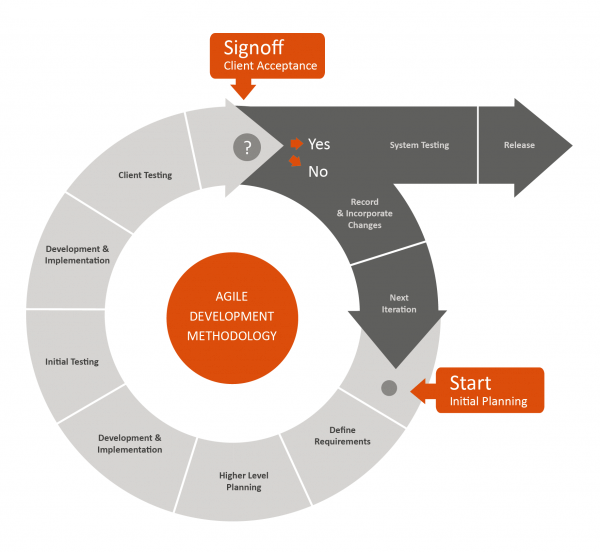 Signoff
Client Acceptance
?
Yes
No
System Testing
Release
Record
& Incorporate
Changes
Next
Iteration
Start
Initial Planning
Define
Requirements
Higher Level
Planning
Development &
Implementation
Initial Testing
Development &
Implementation
Client Testing
AGILE
DEVELOPMENT
METHODOLOGY